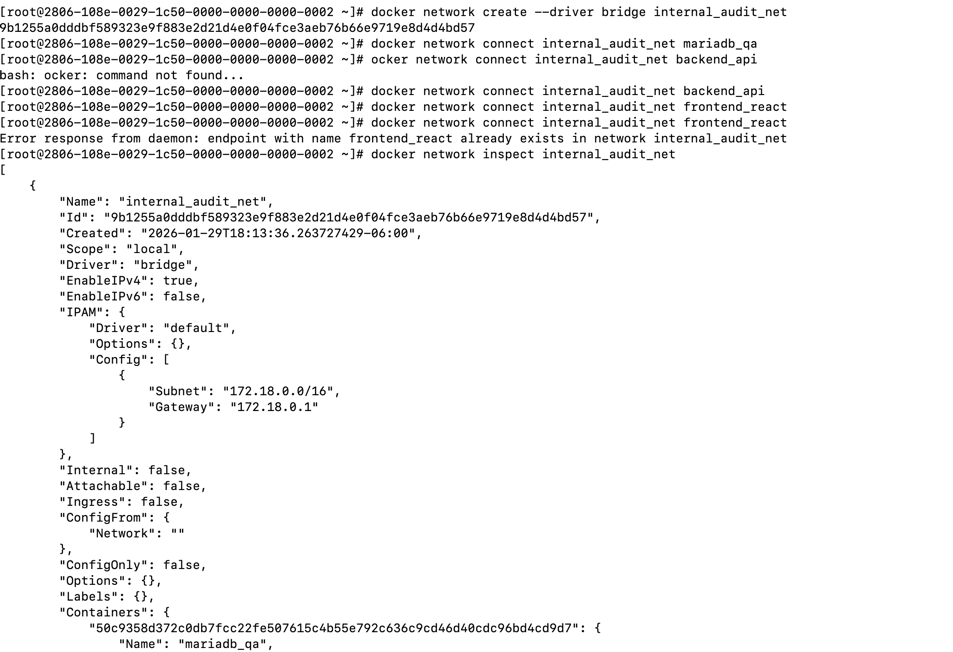 [root@2806-108e-0029-1c50-0000-0000-0000-0002 ~]# docker network create --driver bridge internal_audit_net
9b1255a0dddbf589323e9f883e2d21d4e0f04fce3aeb76b66e9719e8d4d4bd57
[root@2806-108e-0029-1c50-0000-0000-0000-0002 ~]# docker network connect internal_audit_net mariadb_qa
[root@2806-108e-0029-1c50-0000-0000-0000-0002 ~]# ocker network connect internal_audit_net backend_api
bash: ocker: command not found...
[root@2806-108e-0029-1c50-0000-0000-0000-0002 ~]# docker network connect internal_audit_net backend_api
[root@2806-108e-0029-1c50-0000-0000-0000-0002 ~]# docker network connect internal_audit_net frontend_react
[root@2806-108e-0029-1c50-0000-0000-0000-0002 ~]# docker network connect internal_audit_net frontend_react
Error response from daemon: endpoint with name frontend_react already exists in network internal_audit_net
[root@2806-108e-0029-1c50-0000-0000-0000-0002 ~]# docker network inspect internal_audit_net
[
    {
        "Name": "internal_audit_net",
        "Id": "9b1255a0dddbf589323e9f883e2d21d4e0f04fce3aeb76b66e9719e8d4d4bd57",
        "Created": "2026-01-29T18:13:36.263727429-06:00",
        "Scope": "local",
        "Driver": "bridge",
        "EnableIPv4": true,
        "EnableIPv6": false,
        "IPAM": {
            "Driver": "default",
            "Options": {},
            "Config": [
                {
                    "Subnet": "172.18.0.0/16",
                    "Gateway": "172.18.0.1"
                }
            ]
        },
        "Internal": false,
        "Attachable": false,
        "Ingress": false,
        "ConfigFrom": {
            "Network": ""
        },
        "ConfigOnly": false,
        "Options": {},
        "Labels": {},
        "Containers": {
            "50c9358d372c0db7fcc22fe507615c4b55e792c636c9cd46d40cdc96bd4cd9d7": {
                "Name": "mariadb_qa",